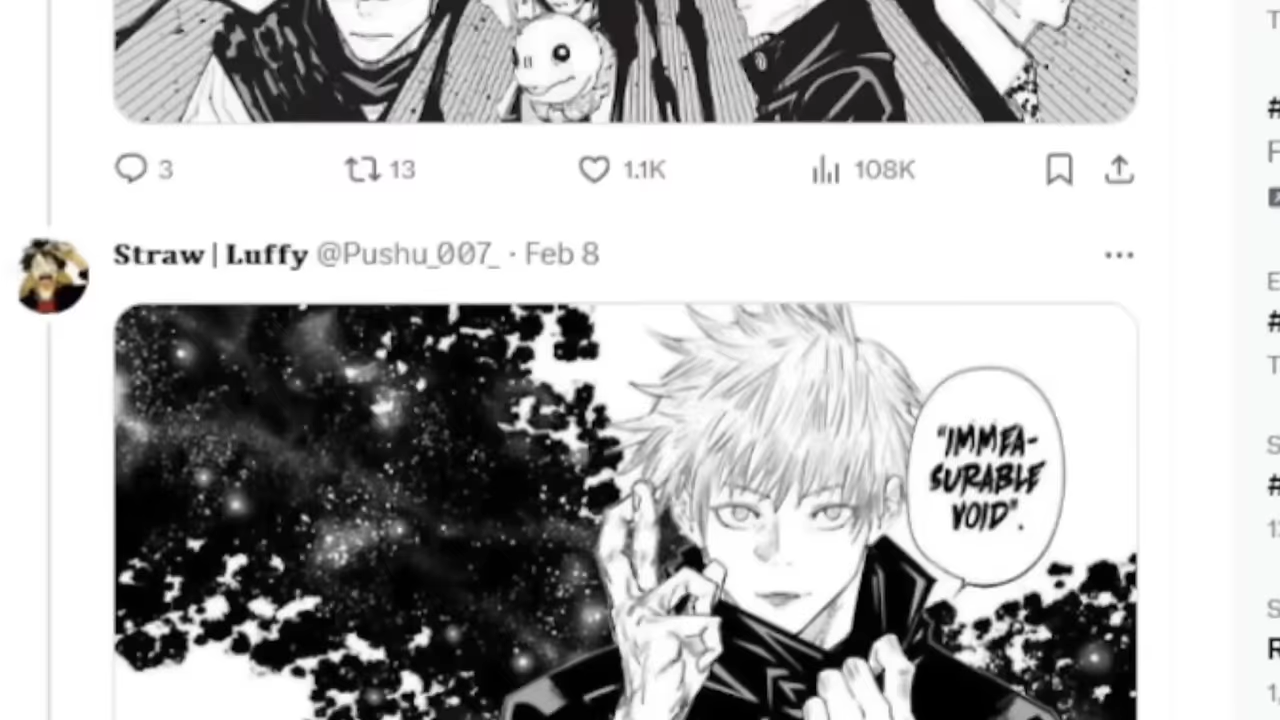 3 13 1.1K 108K
Straw | Luffy @Pushu_007_ · Feb 8
"IMMEA-
SURABLE
VOID".